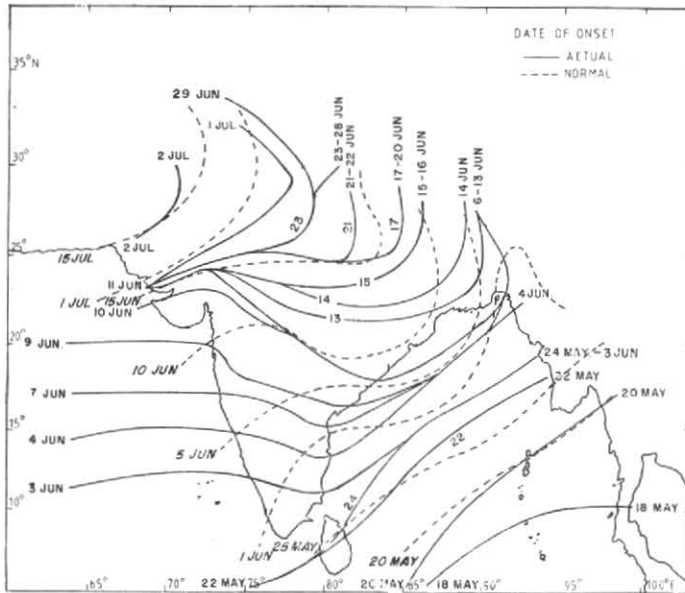 DATE OF ONSET
AETUAL
NORMAL
35°N
29 JUN
1 JUL
23-28 JUN
21-22 JUN
17-20 JUN
15-16 JUN
14 JUN
6-13 JUN
2 JUL
30°
23
21
17
25°
15 JUL
2 JUL
11 JUN
15
14
13
1 JUL
15 JUN
10 JUN
4 JUN
9 JUN
20°
10 JUN
24 MAY-3 JUN
22 MAY
20 MAY
7 JUN
15°
4 JUN
5 JUN
22
3 JUN
10°
24
18 MAY
1 JUN
25 MAY
20 MAY
65°
70°
22 MAY
80°
85°
18 MAY
90°
95°
100°E